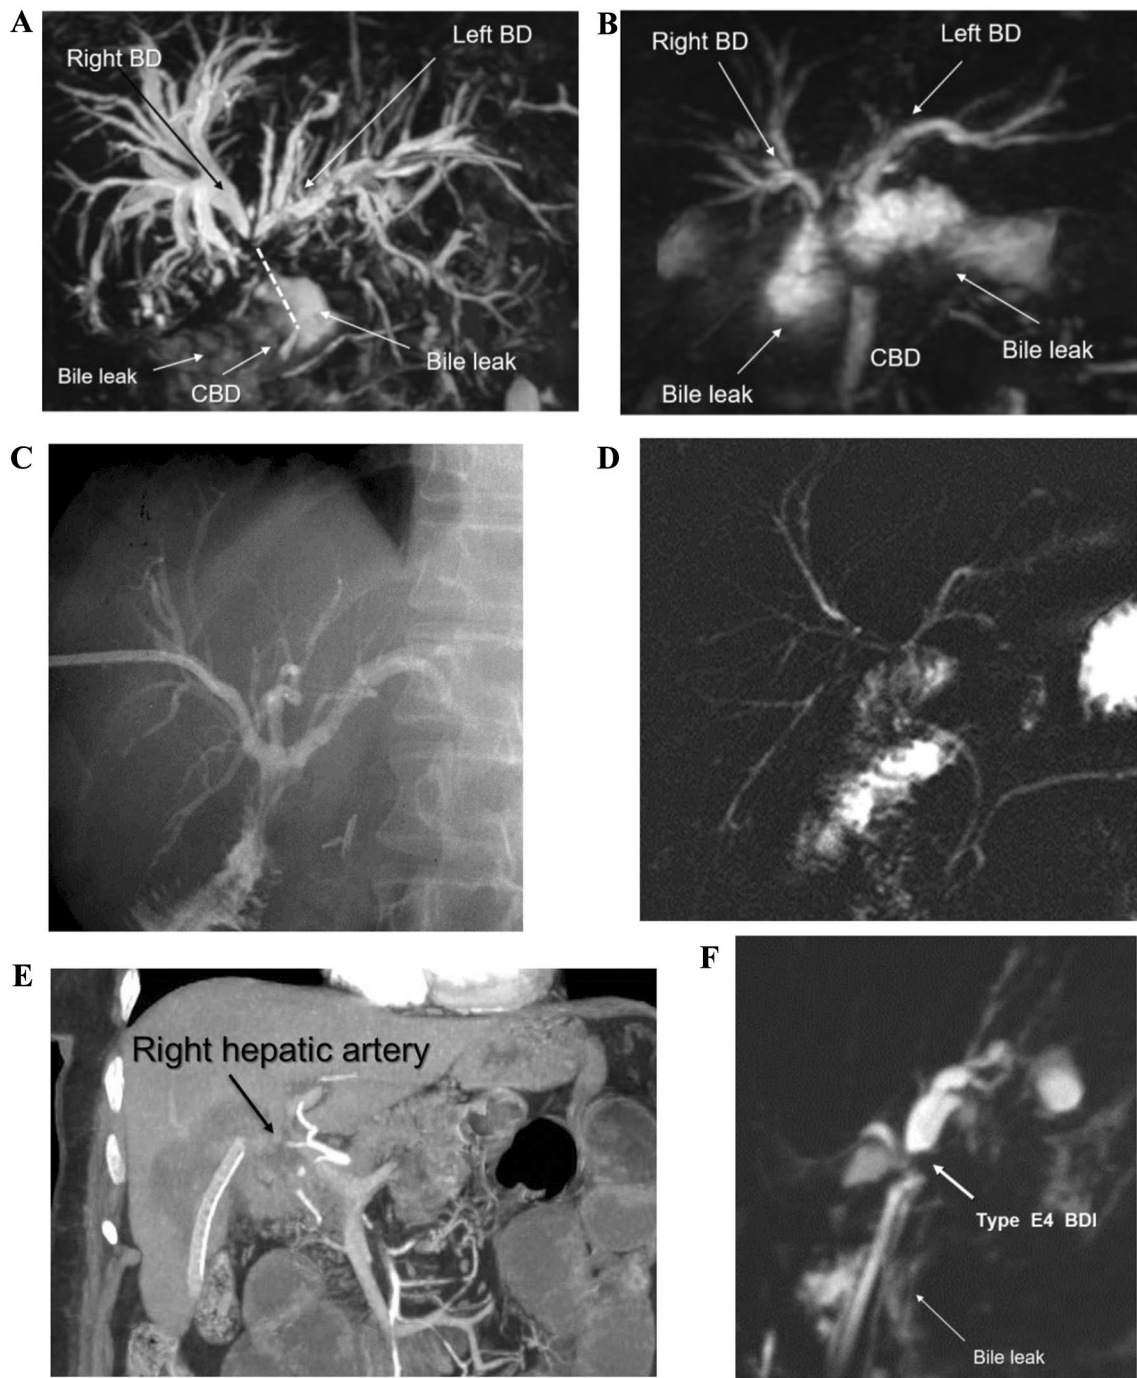 A
Right BD
Left BD
Bile leak
CBD
Bile leak
B
Right BD
Left BD
Bile leak
CBD
Bile leak
C
D
E
Right hepatic artery
F
Type E4 BDI
Bile leak